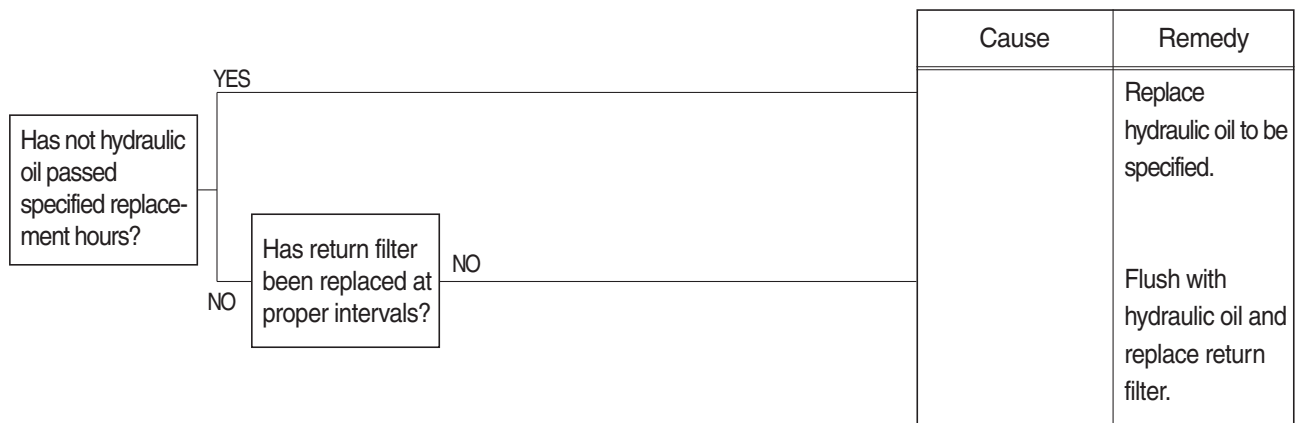 Cause
Remedy
YES
Replace
hydraulic oil to be
specified.
Has not hydraulic
oil passed
specified replace-
ment hours?
Has return filter
been replaced at
proper intervals?
NO
NO
Flush with
hydraulic oil and
replace return
filter.